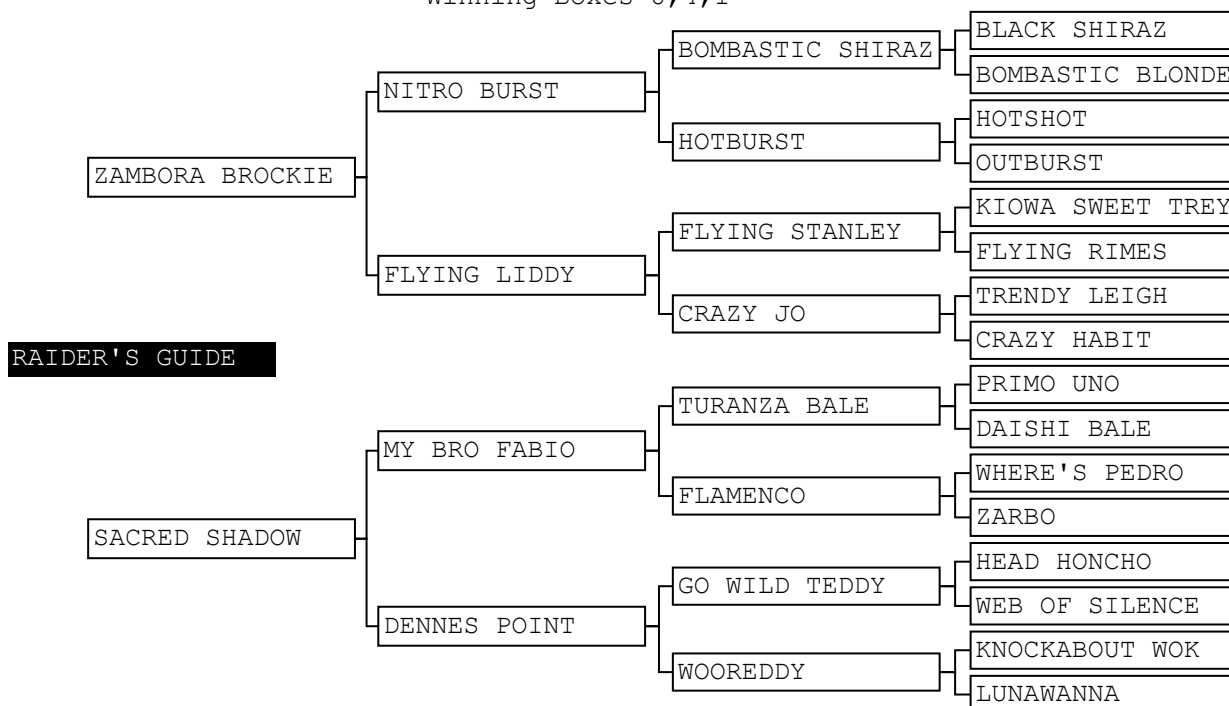 BLACK SHIRAZ
BOMBASTIC SHIRAZ
BOMBASTIC BLONDE
NITRO BURST
HOTSHOT
HOTBURST
OUTBURST
ZAMBORA BROCKIE
KIOWA SWEET TREY
FLYING STANLEY
FLYING RIMES
FLYING LIDDY
TRENDY LEIGH
CRAZY JO
CRAZY HABIT
RAIDER'S GUIDE
PRIMO UNO
TURANZA BALE
DAISHI BALE
MY BRO FABIO
WHERE'S PEDRO
FLAMENCO
ZARBO
SACRED SHADOW
HEAD HONCHO
GO WILD TEDDY
WEB OF SILENCE
DENNES POINT
KNOCKABOUT WOK
WOOREDDY
LUNAWANNA